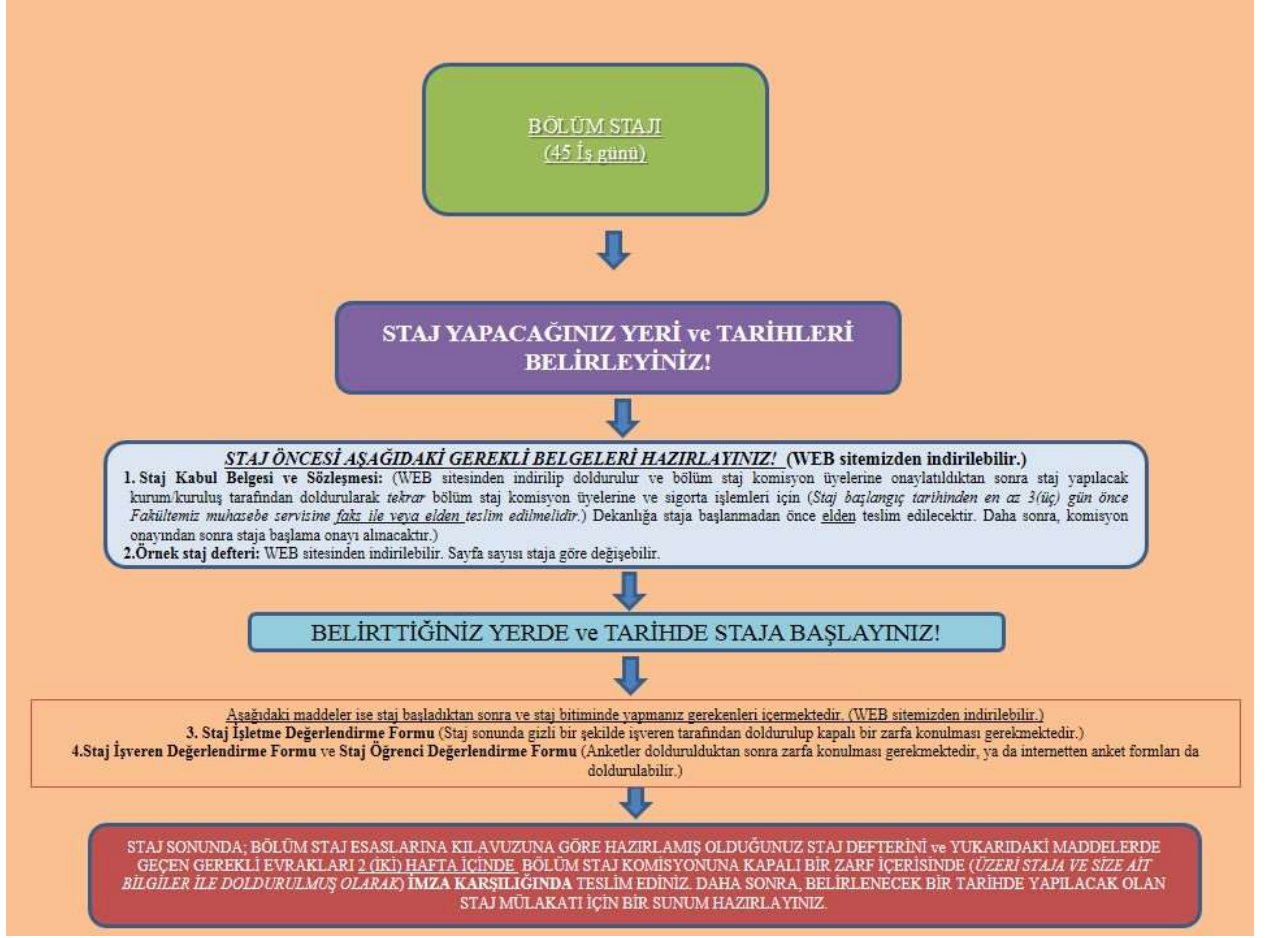 BÖLÜM STAJI
(45 İş günü)
STAJ YAPACAĞINIZ YERİ ve TARİHLERİ
BELİRLEYİNİZ!
STAJ ÖNCESİ AŞAĞIDAKİ GEREKLİ BELGELERİ HAZIRLAYINIZ! (WEB sitemizden indirilebilir.)
1. Staj Kabul Belgesi ve Sözleşmesi: (WEB sitesinden indirilip doldurulur ve bölüm staj komisyon üyelerine onaylatıldıktan sonra staj yapılacak
kurum/kuruluş tarafından doldurularak tekrar bölüm staj komisyon üyelerine ve sigorta işlemleri için (Staj başlangıç tarihinden en az 3(üç) gün önce
Fakültemiz muhasebe servisine faks ile veya elden teslim edilmelidir.) Dekanlığa staja başlanmadan önce elden teslim edilecektir. Daha sonra, komisyon
onayından sonra staja başlama onayı alınacaktır.)
2.Örnek staj defteri: WEB sitesinden indirilebilir. Sayfa sayısı staja göre değişebilir.
BELİRTTİĞİNİZ YERDE ve TARİHDE STAJA BAŞLAYINIZ!
Aşağıdaki maddeler ise staj başladıktan sonra ve staj bitiminde yapmanız gerekenleri içermektedir. (WEB sitemizden indirilebilir.)
3. Staj İşletme Değerlendirme Formu (Staj sonunda gizli bir şekilde işveren tarafından doldurulup kapalı bir zarfa konulması gerekmektedir.)
4.Staj İşveren Değerlendirme Formu ve Staj Öğrenci Değerlendirme Formu (Anketler doldurulduktan sonra zarfa konulması gerekmektedir, ya da internetten anket formları da
doldurulabilir.)
STAJ SONUNDA; BÖLÜM STAJ ESASLARINA KILAVUZUNA GÖRE HAZIRLAMIŞ OLDUĞUNUZ STAJ DEFTERİNİ ve YUKARIDAKİ MADDELERDE
GEÇEN GEREKLİ EVRAKLARI 2 (İKİ) HAFTA İÇİNDE BÖLÜM STAJ KOMİSYONUNA KAPALI BİR ZARF İÇERİSİNDE (ÜZERİ STAJA VE SİZE AİT
BİLGİLER İLE DOLDURULMUŞ OLARAK) İMZA KARŞILIĞINDA TESLİM EDİNİZ. DAHA SONRA, BELİRLENECEK BİR TARİHDE YAPILACAK OLAN
STAJ MÜLAKATI İÇİN BİR SUNUM HAZIRLAYINIZ.